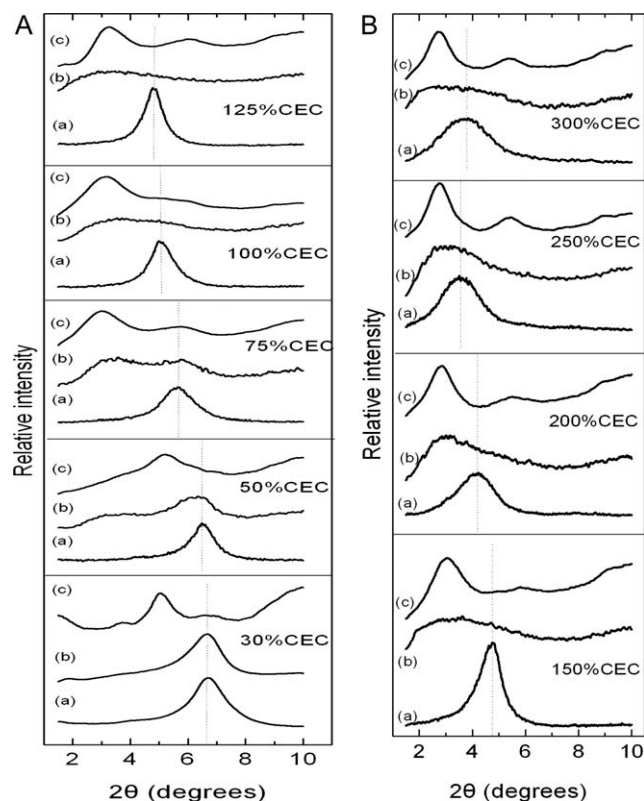 A
B
(c)
(b)
(a)
125%CEC
(c)
(b)
(a)
100%CEC
(c)
(b)
(a)
75%CEC
(c)
(b)
(a)
50%CEC
(c)
(b)
(a)
30%CEC
2 4 6 8 10
2θ (degrees)
Relative intensity
(c)
(b)
(a)
300%CEC
(c)
(b)
(a)
250%CEC
(c)
(b)
(a)
200%CEC
(c)
(b)
(a)
150%CEC
2 4 6 8 10
2θ (degrees)
Relative intensity